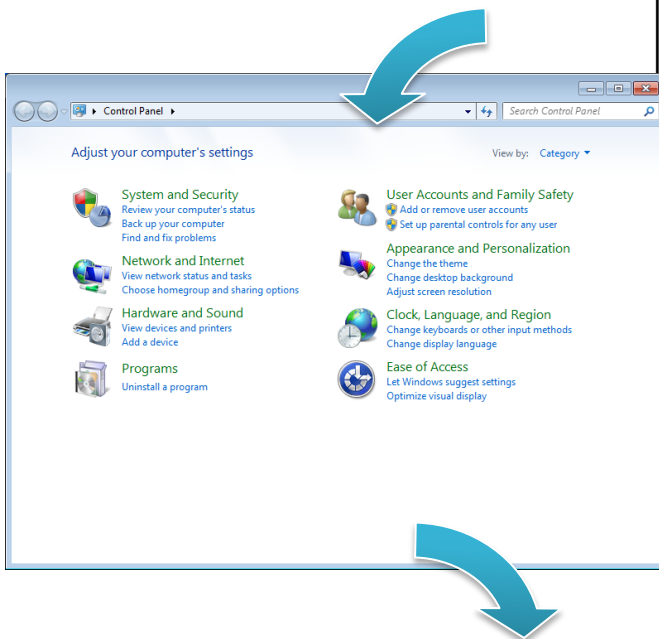 Control Panel
Search Control Panel
Adjust your computer's settings
View by: Category
System and Security
Review your computer's status
Back up your computer
Find and fix problems
Network and Internet
View network status and tasks
Choose homegroup and sharing options
Hardware and Sound
View devices and printers
Add a device
Programs
Uninstall a program
User Accounts and Family Safety
Add or remove user accounts
Set up parental controls for any user
Appearance and Personalization
Change the theme
Change desktop background
Adjust screen resolution
Clock, Language, and Region
Change keyboards or other input methods
Change display language
Ease of Access
Let Windows suggest settings
Optimize visual display